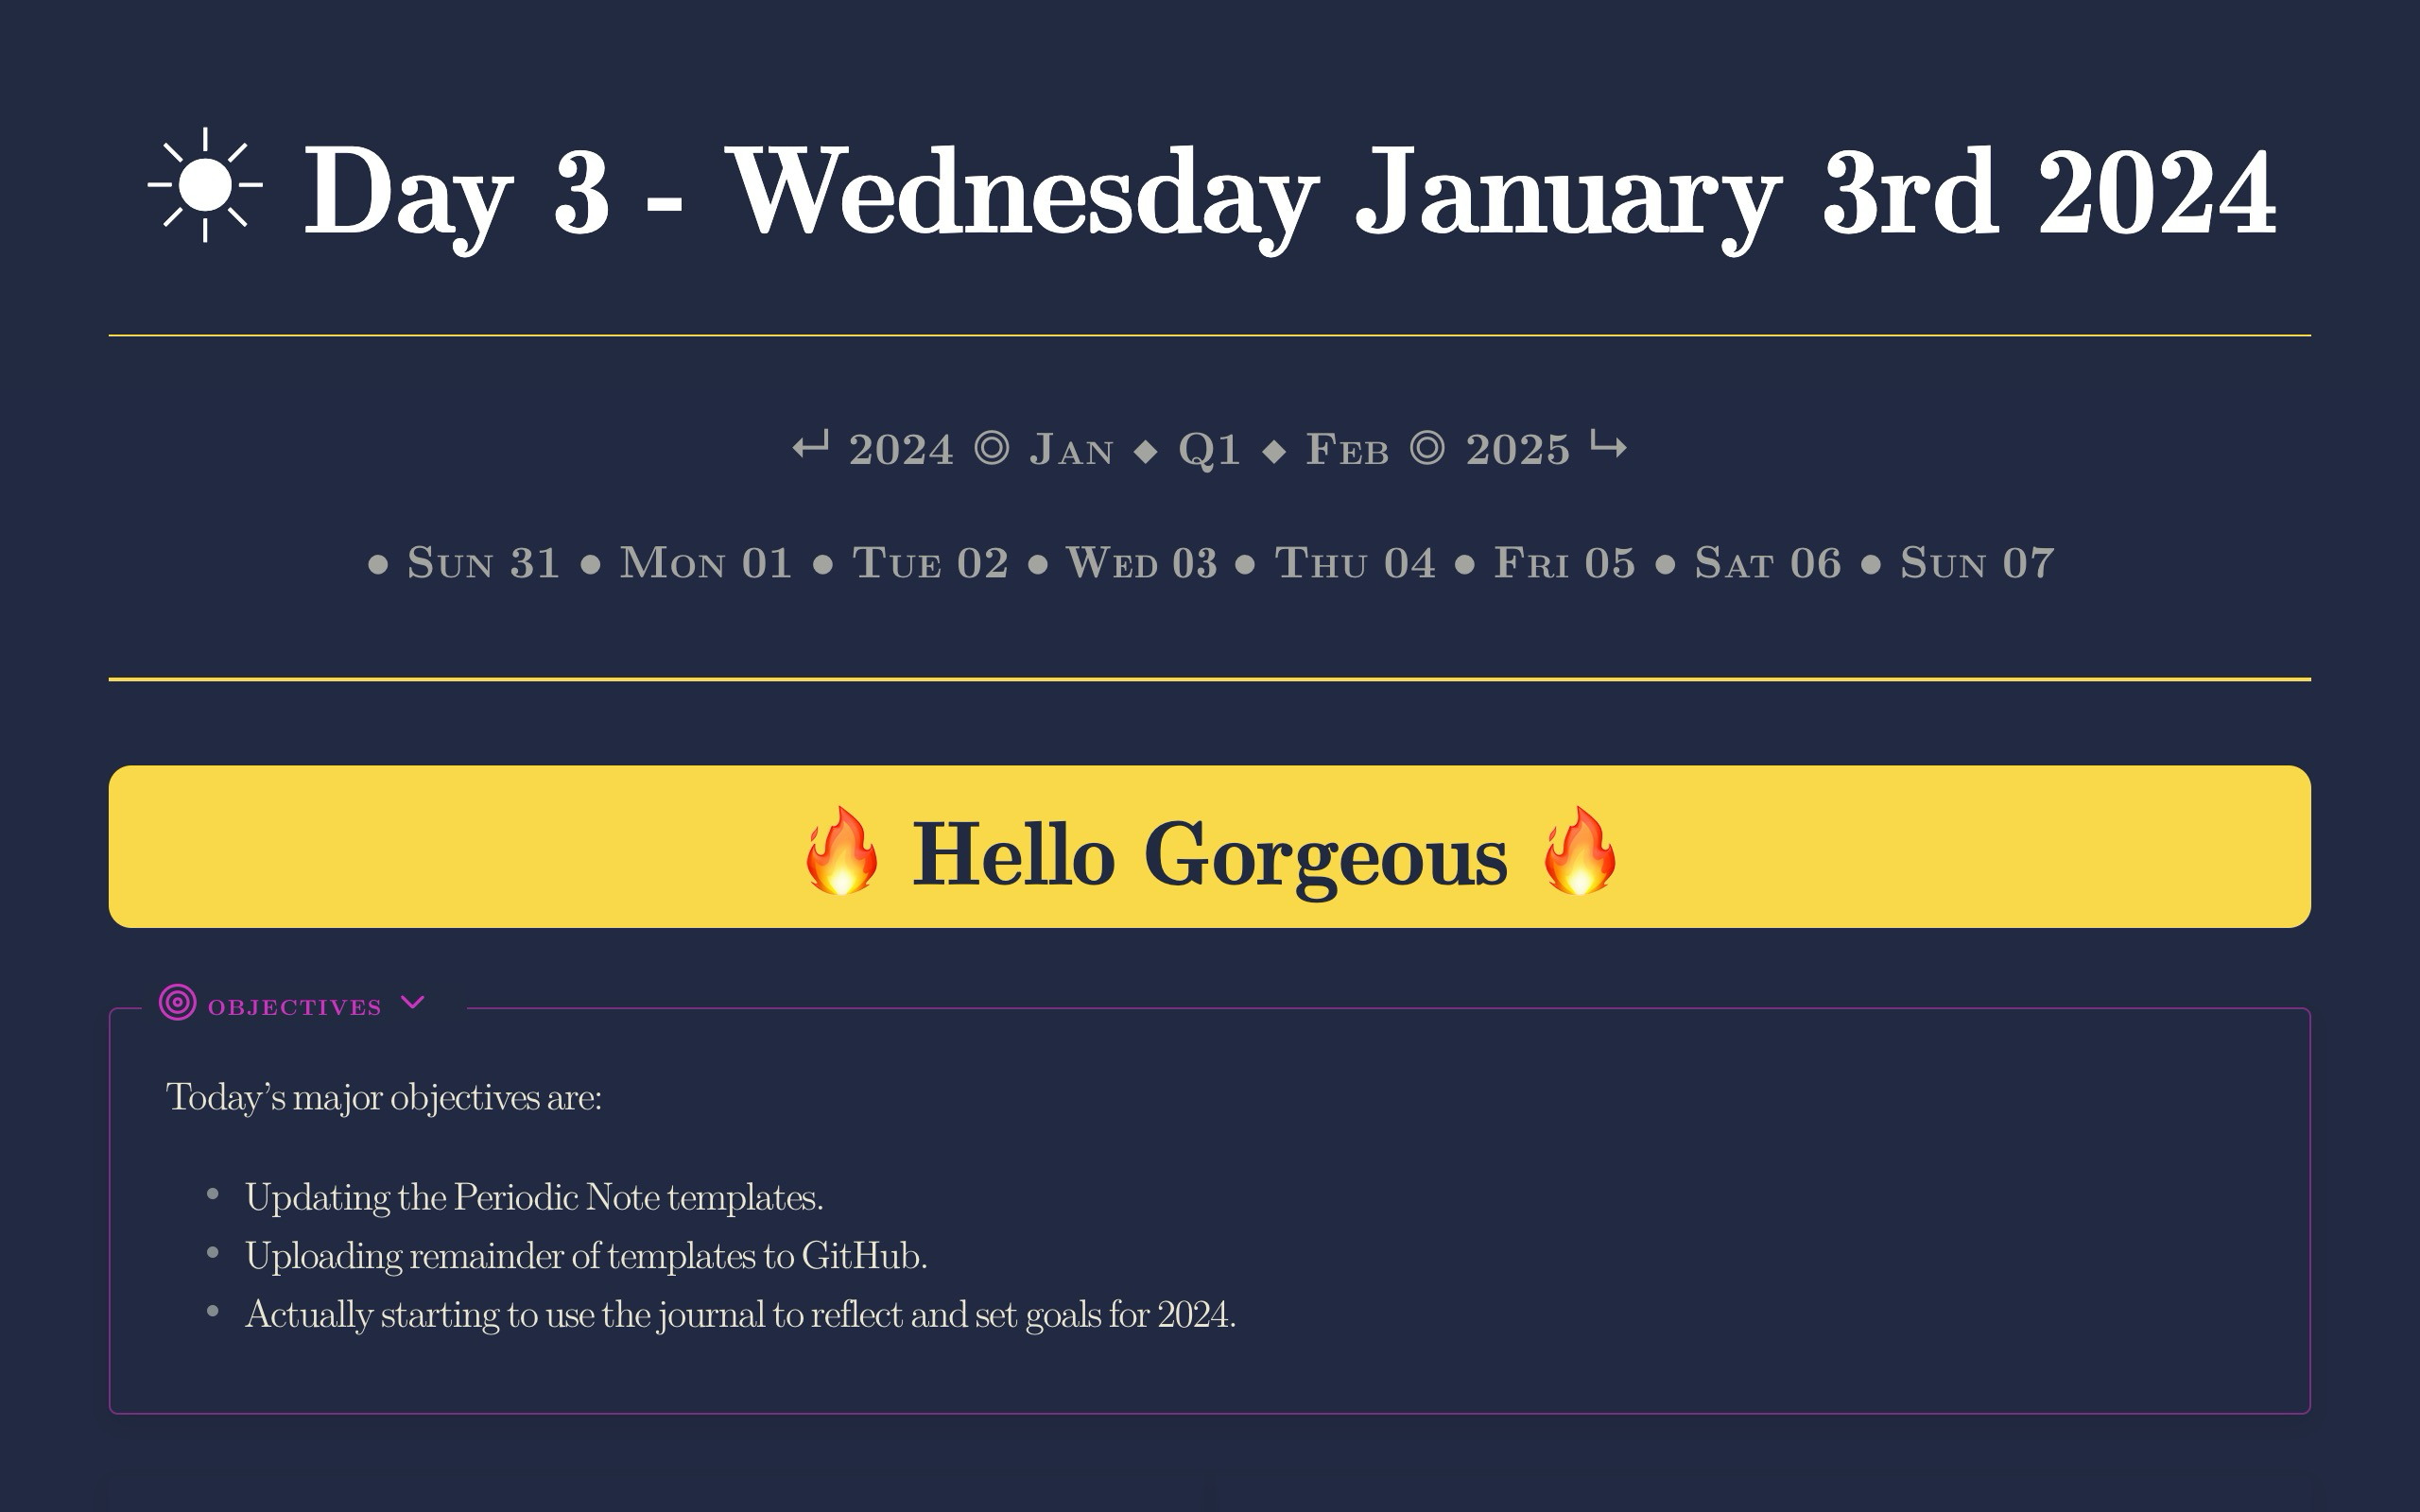 ☀ Day 3 - Wednesday January 3rd 2024
↵ 2024 ◎ Jan ◆ Q1 ◆ Feb ◎ 2025 ↳
● Sun 31 ● Mon 01 ● Tue 02 ● Wed 03 ● Thu 04 ● Fri 05 ● Sat 06 ● Sun 07
🔥 Hello Gorgeous 🔥
OBJECTIVES
Today’s major objectives are:
• Updating the Periodic Note templates.
• Uploading remainder of templates to GitHub.
• Actually starting to use the journal to reflect and set goals for 2024.